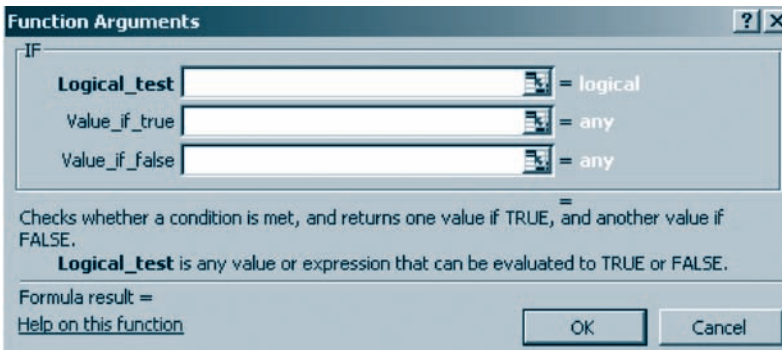 Function Arguments
IF
Logical_test = logical
Value_if_true = any
Value_if_false = any
=
Checks whether a condition is met, and returns one value if TRUE, and another value if
FALSE.
Logical_test is any value or expression that can be evaluated to TRUE or FALSE.
Formula result =
Help on this function OK Cancel